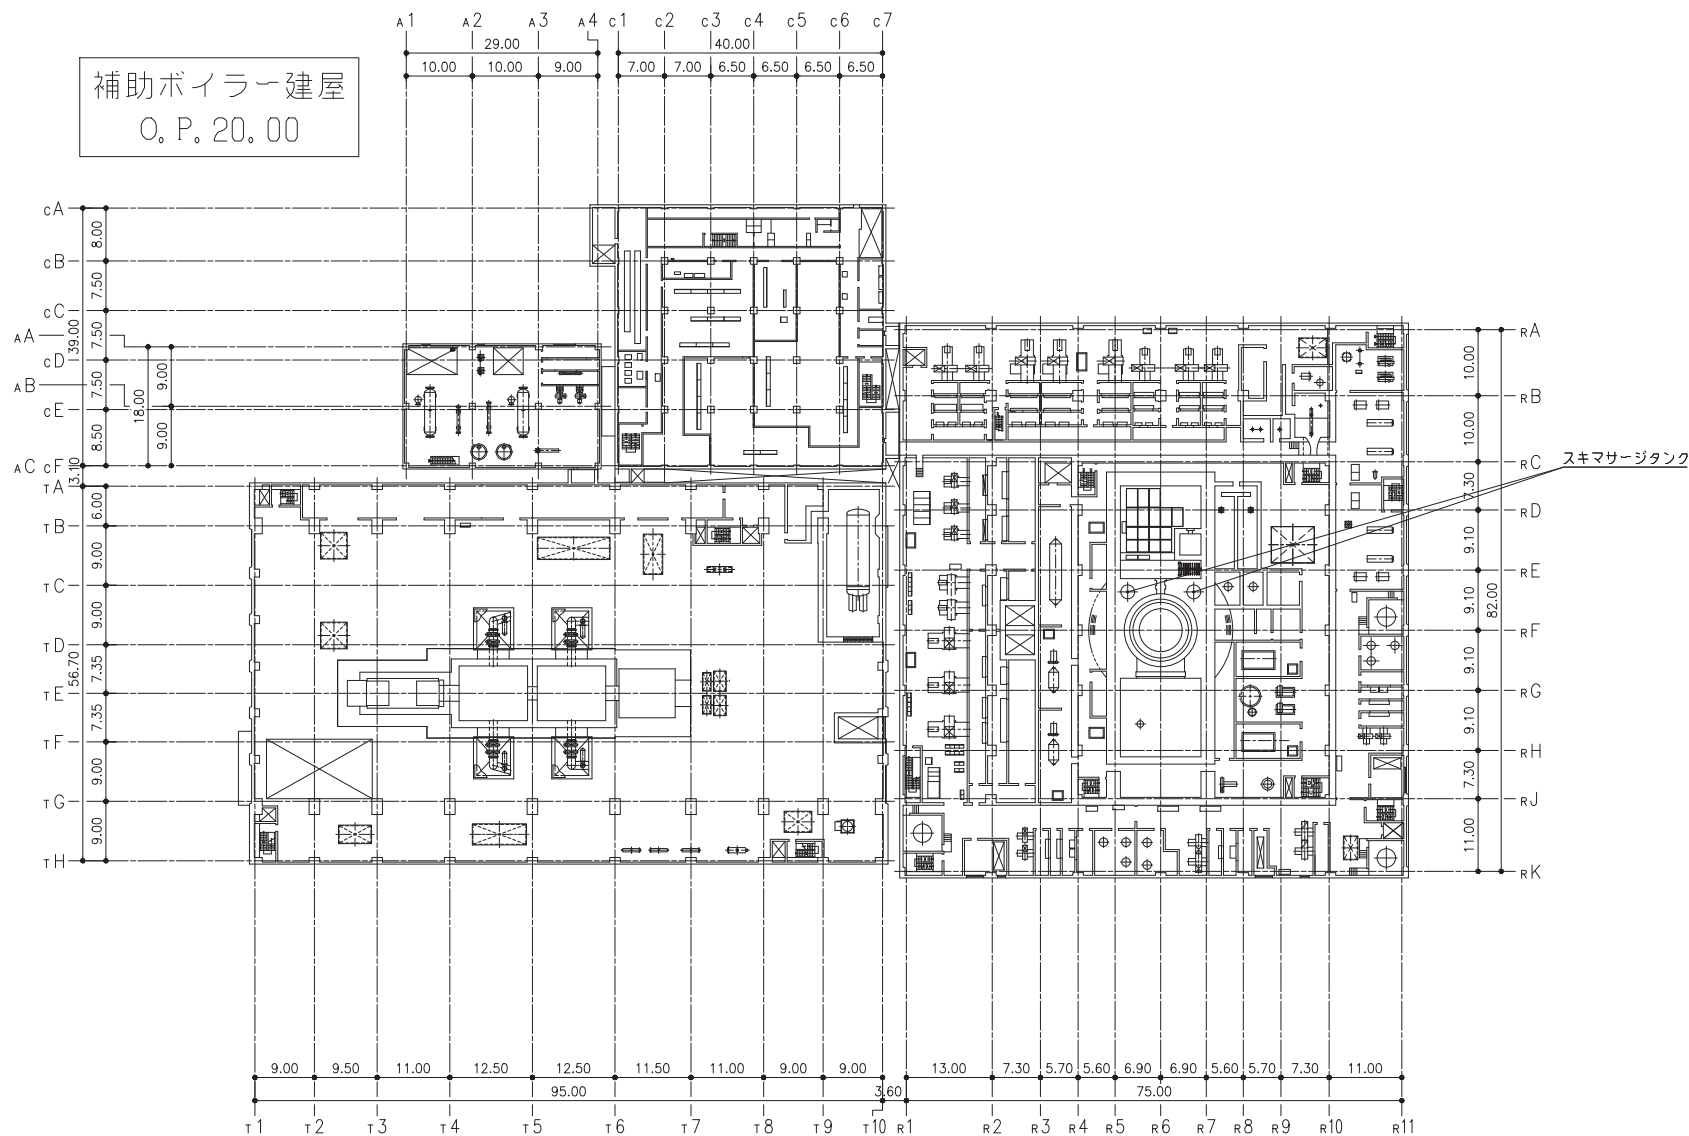 A1 A2 A3 A4 C1 C2 C3 C4 C5 C6 C7
29.00 40.00
10.00 10.00 9.00 7.00 7.00 6.50 6.50 6.50 6.50
補助ボイラー建屋
O.P.20.00
CA
8.00
CB
7.50
CC
AA 39.00 7.50
CD
AB 7.50 18.00 9.00
CE
8.50 9.00
AC CF
3.10
TA
6.00
TB
9.00
TC
9.00
TD
56.70 7.35
TE
7.35
TF
9.00
TG
9.00
TH
RA
10.00
RB
10.00
RC
スキマサージタンク
7.30
RD
9.10
RE
9.10 82.00
RF
9.10
RG
9.10
RH
7.30
RJ
11.00
RK
9.00 9.50 11.00 12.50 12.50 11.50 11.00 9.00 9.00 13.00 7.30 5.70 5.60 6.90 6.90 5.60 5.70 7.30 11.00
95.00 3.60 75.00
T1 T2 T3 T4 T5 T6 T7 T8 T9 T10 R1 R2 R3 R4 R5 R6 R7 R8 R9 R10 R11